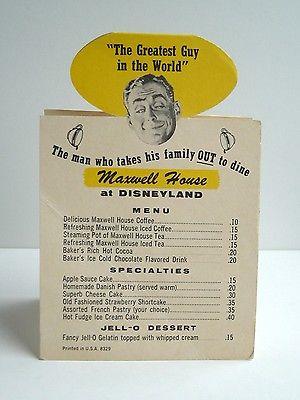 "The Greatest Guy
in the World"
The man who takes his family OUT to dine
Maxwell House
at DISNEYLAND
MENU
Delicious Maxwell House Coffee .10
Refreshing Maxwell House Iced Coffee .15
Steaming Pot of Maxwell House Tea .15
Refreshing Maxwell House Iced Tea .15
Baker's Rich Hot Cocoa .20
Baker's Ice Cold Chocolate Flavored Drink .20
SPECIALTIES
Apple Sauce Cake .15
Homemade Danish Pastry (served warm) .20
Superb Cheese Cake .30
Old Fashioned Strawberry Shortcake .35
Assorted French Pastry (your choice) .35
Hot Fudge Ice Cream Cake .40
JELL-O DESSERT
Fancy Jell-O Gelatin topped with whipped cream .15
Printed in U.S.A. 8329